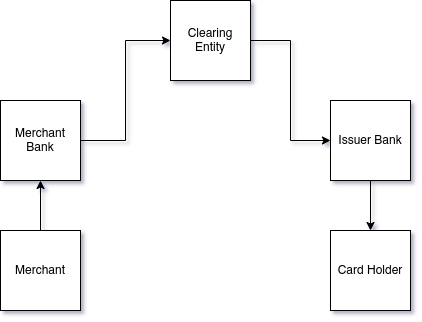 Clearing
Entity
Merchant
Bank
Issuer Bank
Merchant
Card Holder